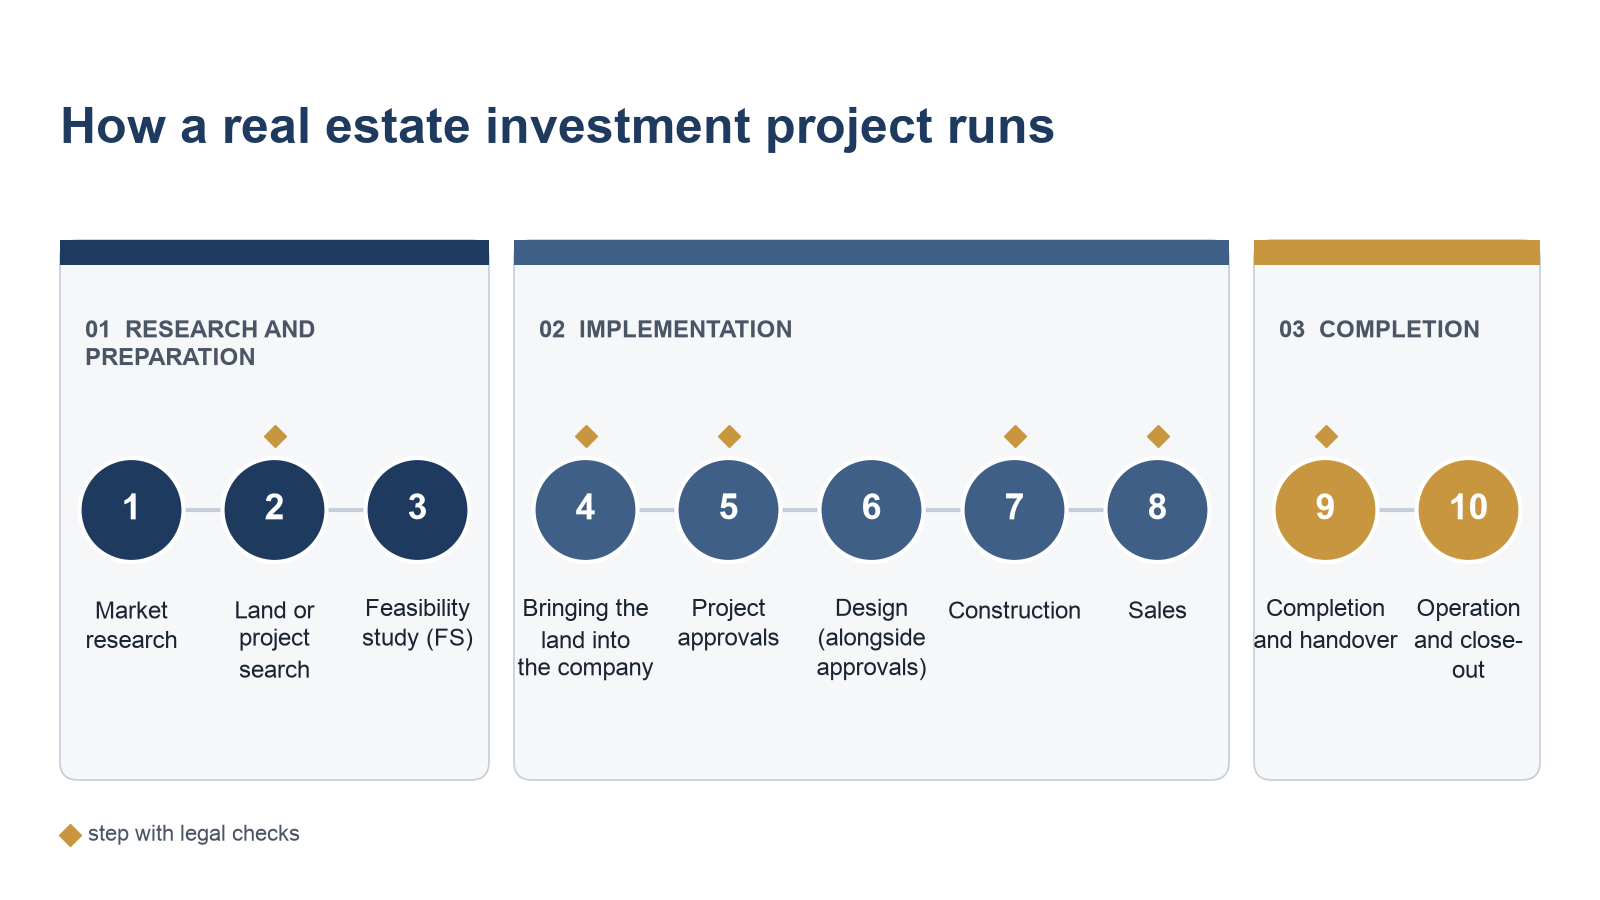 How a real estate investment project runs
01 RESEARCH AND
PREPARATION
1
2
3
Market
research
Land or
project
search
Feasibility
study (FS)
02 IMPLEMENTATION
4
5
6
7
8
Bringing the
land into
the company
Project
approvals
Design
(alongside
approvals)
Construction
Sales
03 COMPLETION
9
10
Completion
and handover
Operation
and close-
out
step with legal checks